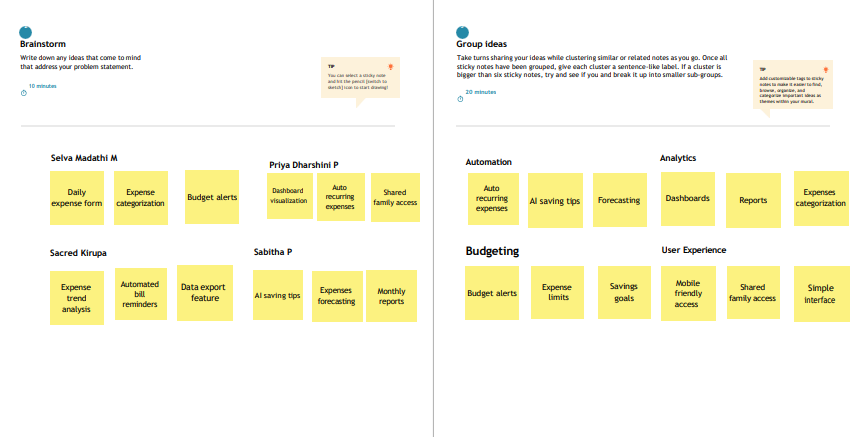 Brainstorm
Write down any ideas that come to mind
that address your problem statement.
10 minutes
TIP
You can select a sticky note
and hit the pencil [switch to
sketch] icon to start drawing!
Selva Madathi M
Daily
expense form
Expense
categorization
Budget alerts
Priya Dharshini P
Dashboard
visualization
Auto
recurring
expenses
Shared
family access
Sacred Kirupa
Expense
trend
analysis
Automated
bill
reminders
Data export
feature
Sabitha P
AI saving tips
Expenses
forecasting
Monthly
reports
Group ideas
Take turns sharing your ideas while clustering similar or related notes as you go. Once all
sticky notes have been grouped, give each cluster a sentence-like label. If a cluster is
bigger than six sticky notes, try and see if you and break it up into smaller sub-groups.
20 minutes
TIP
Add customizable tags to sticky
notes to make it easier to find,
browse, organize, and
categorize important ideas as
themes within your mural.
Automation
Auto
recurring
expenses
AI saving tips
Forecasting
Analytics
Dashboards
Reports
Expenses
categorization
Budgeting
Budget alerts
Expense
limits
Savings
goals
User Experience
Mobile
friendly
access
Shared
family access
Simple
interface